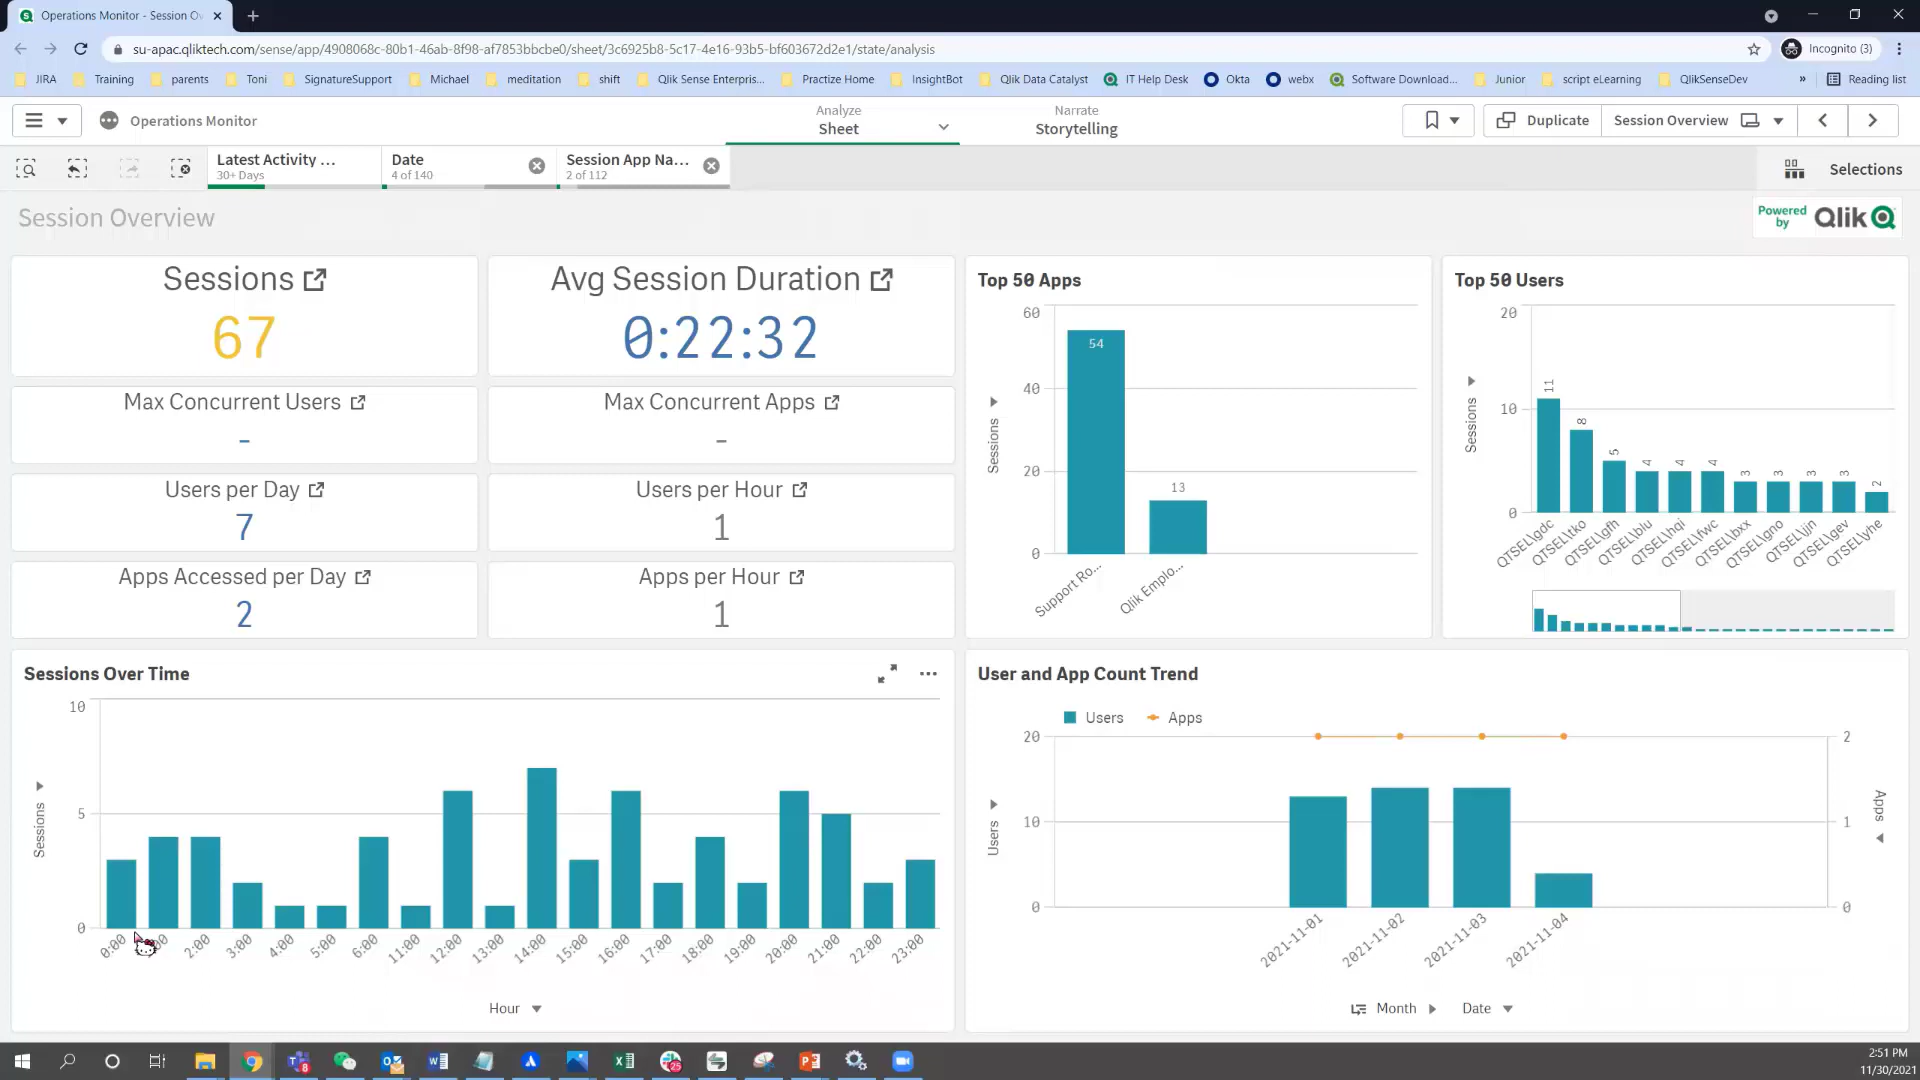 Operations Monitor - Session Ov
su-apac.qliktech.com/sense/app/4908068c-80b1-46ab-8f98-af7853bbcbe0/sheet/3c6925b8-5c17-4e16-93b5-bf603672d2e1/state/analysis
Incognito (3)
JIRA Training parents Toni SignatureSupport Michael meditation shift Qlik Sense Enterpris... Practize Home InsightBot Qlik Data Catalyst IT Help Desk Okta webx Software Download... Junior script eLearning QlikSenseDev » Reading list
Operations Monitor
Analyze
Sheet
Narrate
Storytelling
Duplicate
Session Overview
Latest Activity ...
30+ Days
Date
4 of 140
Session App Na...
2 of 112
Selections
Session Overview
Powered by Qlik
Sessions
67
Avg Session Duration
0:22:32
Max Concurrent Users
-
Max Concurrent Apps
-
Users per Day
7
Users per Hour
1
Apps Accessed per Day
2
Apps per Hour
1
Top 50 Apps
Sessions
60
40
20
0
54
13
Support Ro...
Qlik Emplo...
Top 50 Users
Sessions
20
10
0
11 8 5 4 4 4 3 3 3 3 2
QTSEL\gdc QTSEL\tko QTSEL\gfh QTSEL\blu QTSEL\hqi QTSEL\fwc QTSEL\bxx QTSEL\gno QTSEL\jjn QTSEL\gev QTSEL\yhe
Sessions Over Time
Sessions
10
5
0
0:00 2:00 3:00 4:00 5:00 6:00 11:00 12:00 13:00 14:00 15:00 16:00 17:00 18:00 19:00 20:00 21:00 22:00 23:00
Hour
User and App Count Trend
Users Apps
Users
20
10
0
2
1
0
Apps
2021-11-01 2021-11-02 2021-11-03 2021-11-04
Month Date
8
25
2:51 PM
11/30/2021